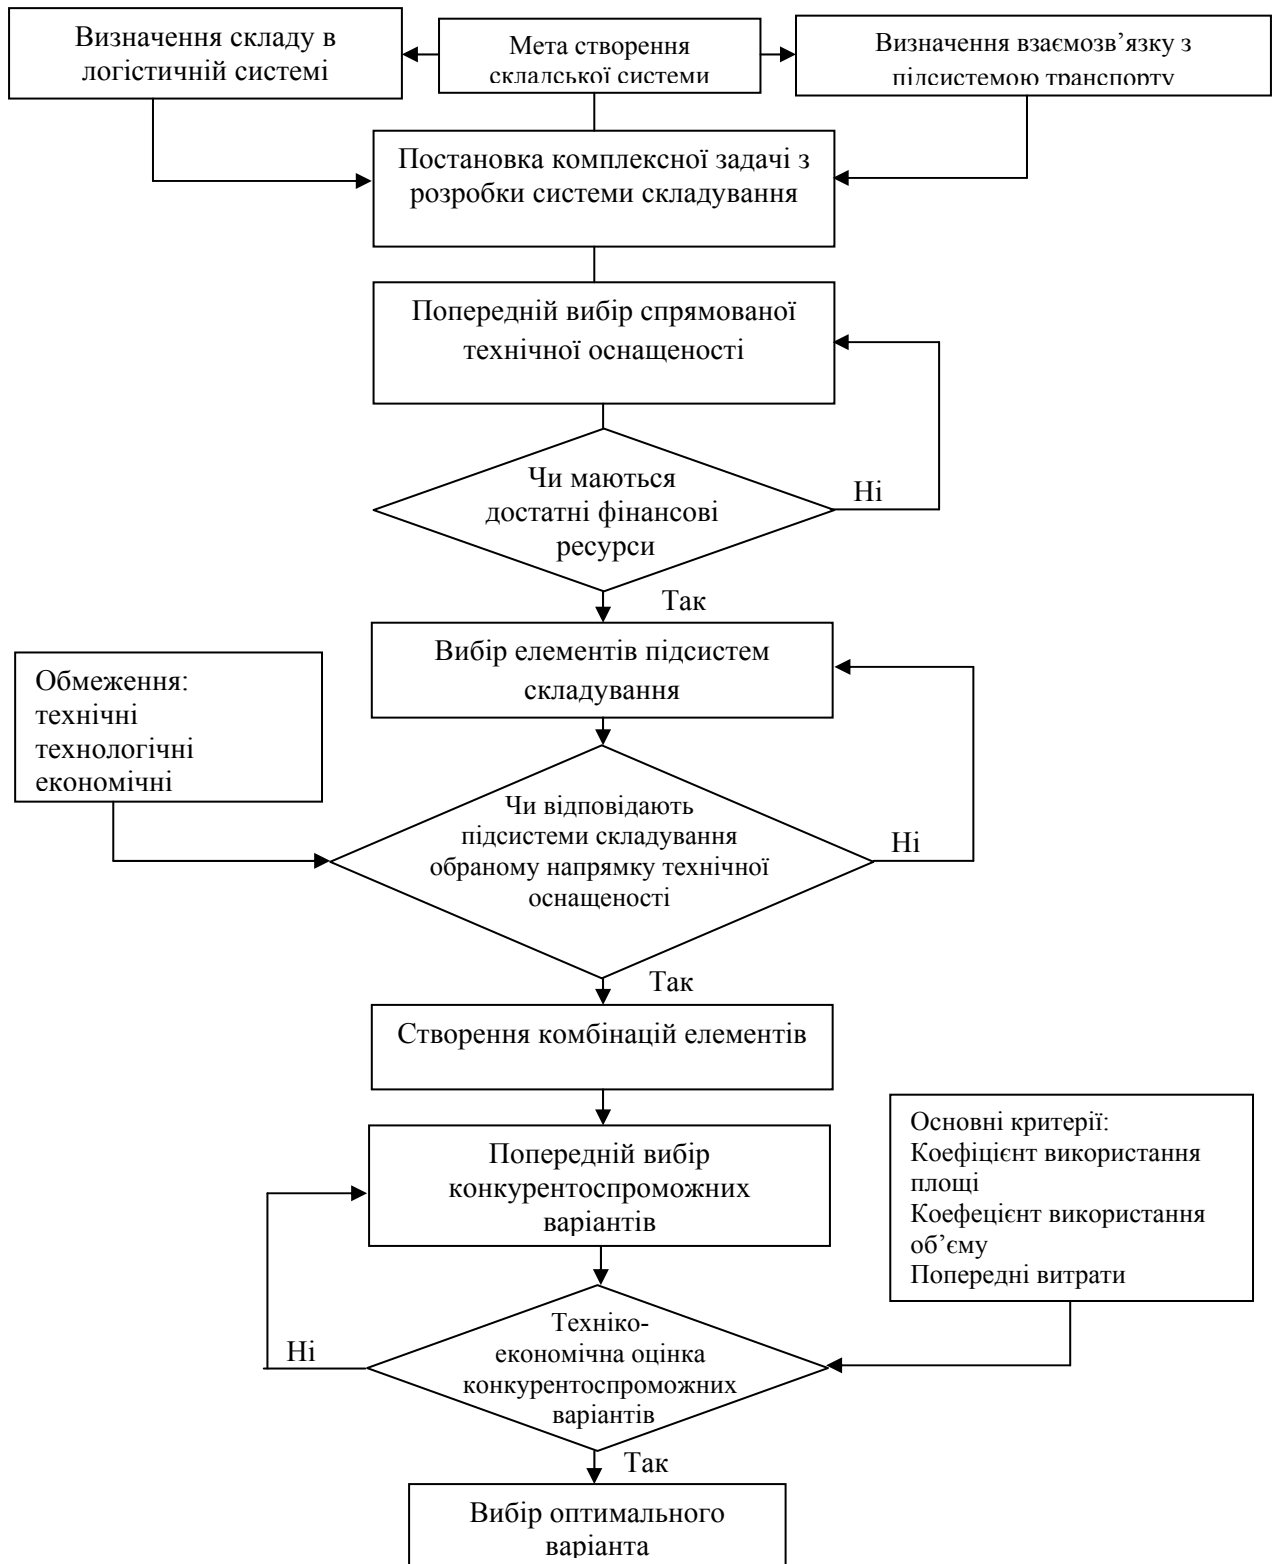 Визначення складу в
логістичній системі
Мета створення
складської системи
Визначення взаємозв’язку з
підсистемою транспорту
Постановка комплексної задачі з
розробки системи складування
Попередній вибір спрямованої
технічної оснащеності
Чи маються
достатні фінансові
ресурси
Ні
Так
Вибір елементів підсистем
складування
Обмеження:
технічні
технологічні
економічні
Чи відповідають
підсистеми складування
обраному напрямку технічної
оснащеності
Ні
Так
Створення комбінацій елементів
Попередній вибір
конкурентоспроможних
варіантів
Основні критерії:
Коефіцієнт використання
площі
Коефецієнт використання
об’єму
Попередні витрати
Техніко-
економічна оцінка
конкурентоспроможних
варіантів
Ні
Так
Вибір оптимального
варіанта